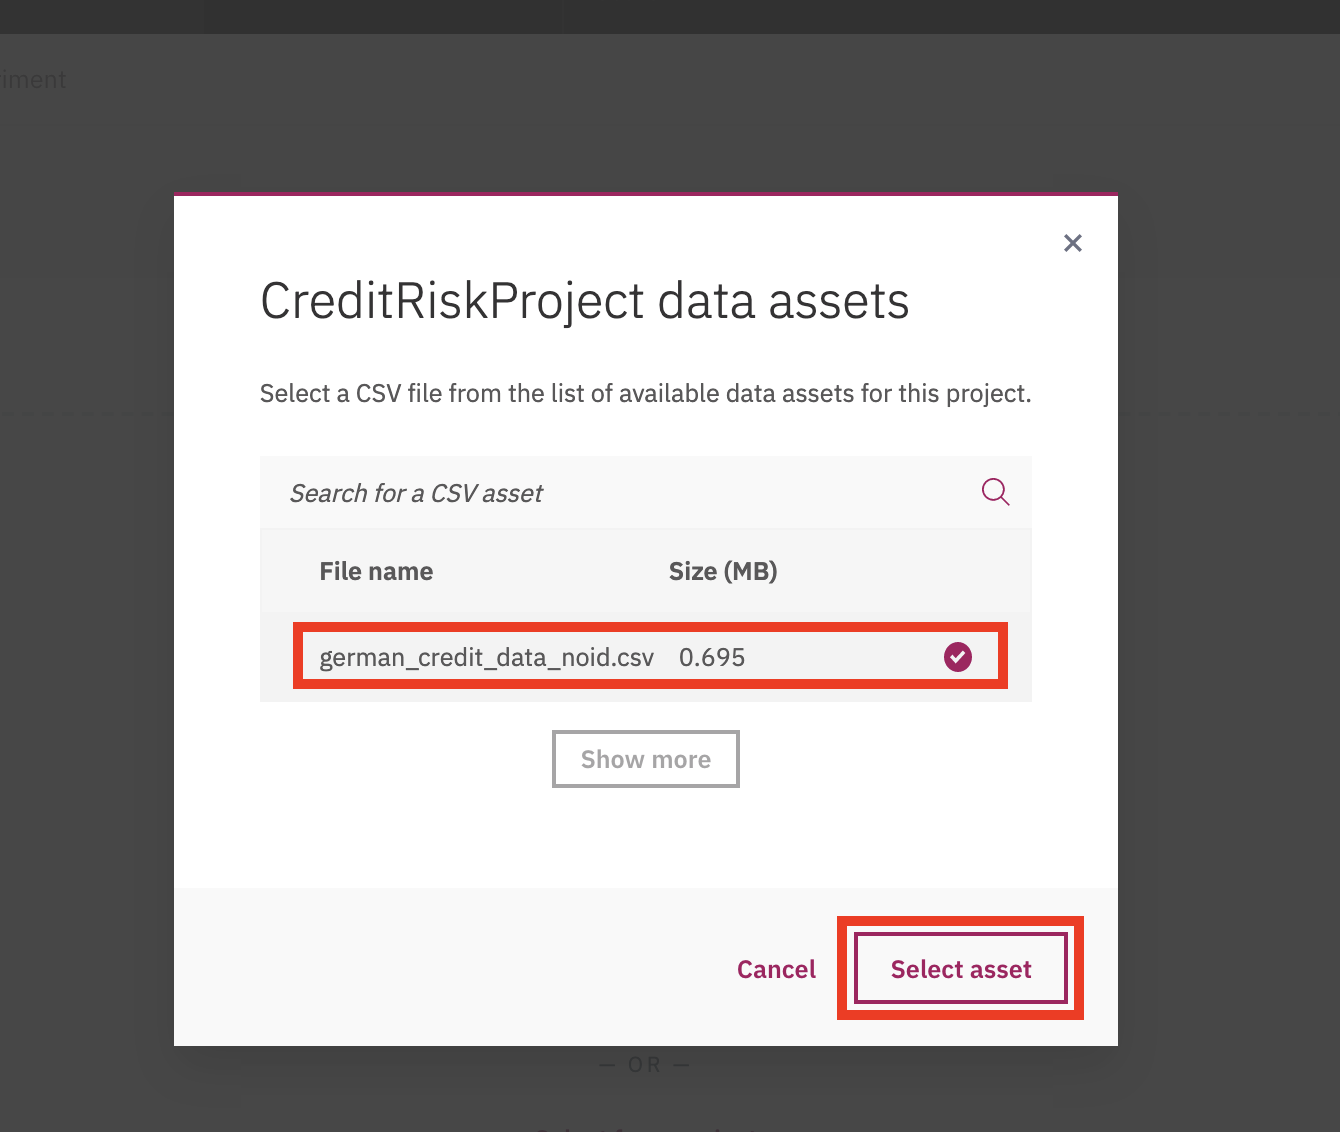 iment
CreditRiskProject data assets
Select a CSV file from the list of available data assets for this project.
Search for a CSV asset
File name Size (MB)
german_credit_data_noid.csv 0.695
Show more
Cancel Select asset
— OR —